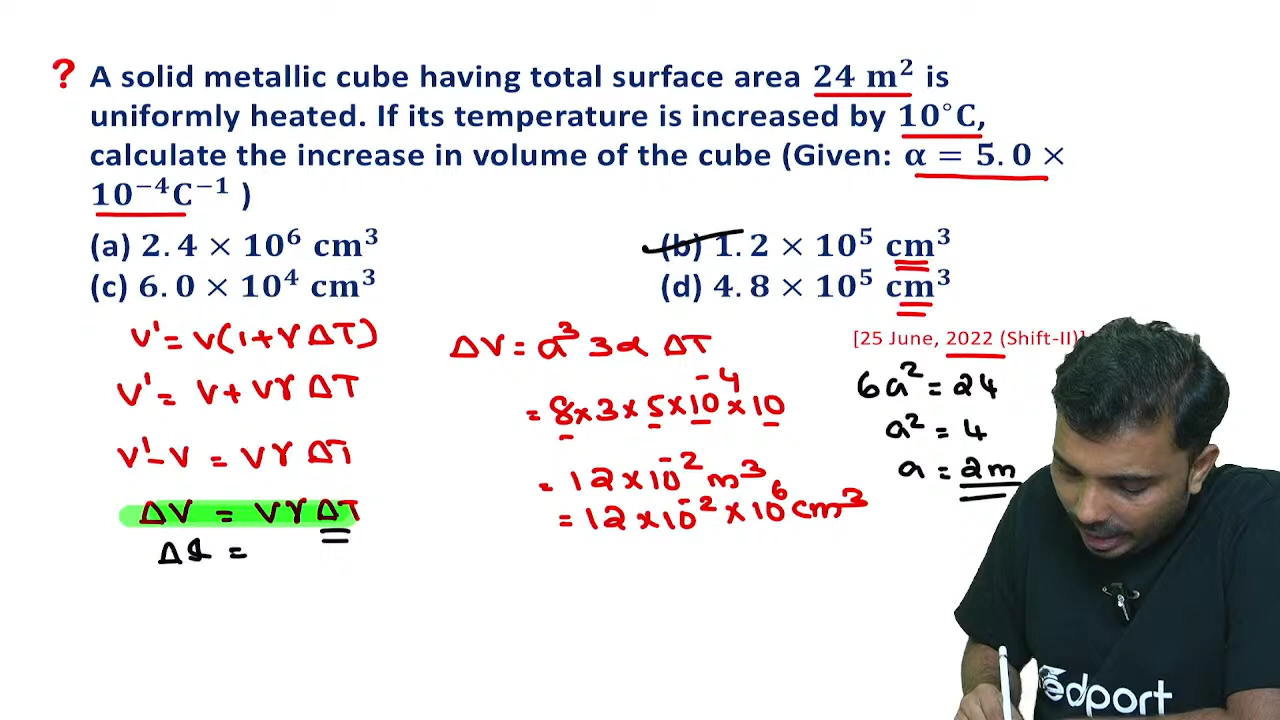 ? A solid metallic cube having total surface area 24 m² is
uniformly heated. If its temperature is increased by 10°C,
calculate the increase in volume of the cube (Given: α = 5.0 ×
10⁻⁴C⁻¹ )
(a) 2.4 × 10⁶ cm³ (b) 1.2 × 10⁵ cm³
(c) 6.0 × 10⁴ cm³ (d) 4.8 × 10⁵ cm³
[25 June, 2022 (Shift-II)]
V' = V(1+γΔT)
V' = V + VγΔT
V'-V = VγΔT
ΔV = VγΔT
Δl =
ΔV = a³ 3α ΔT
= 8×3×5×10⁻⁴×10
= 12×10⁻² m³
= 12×10⁻²×10⁶ cm³
6a² = 24
a² = 4
a = 2m
edport